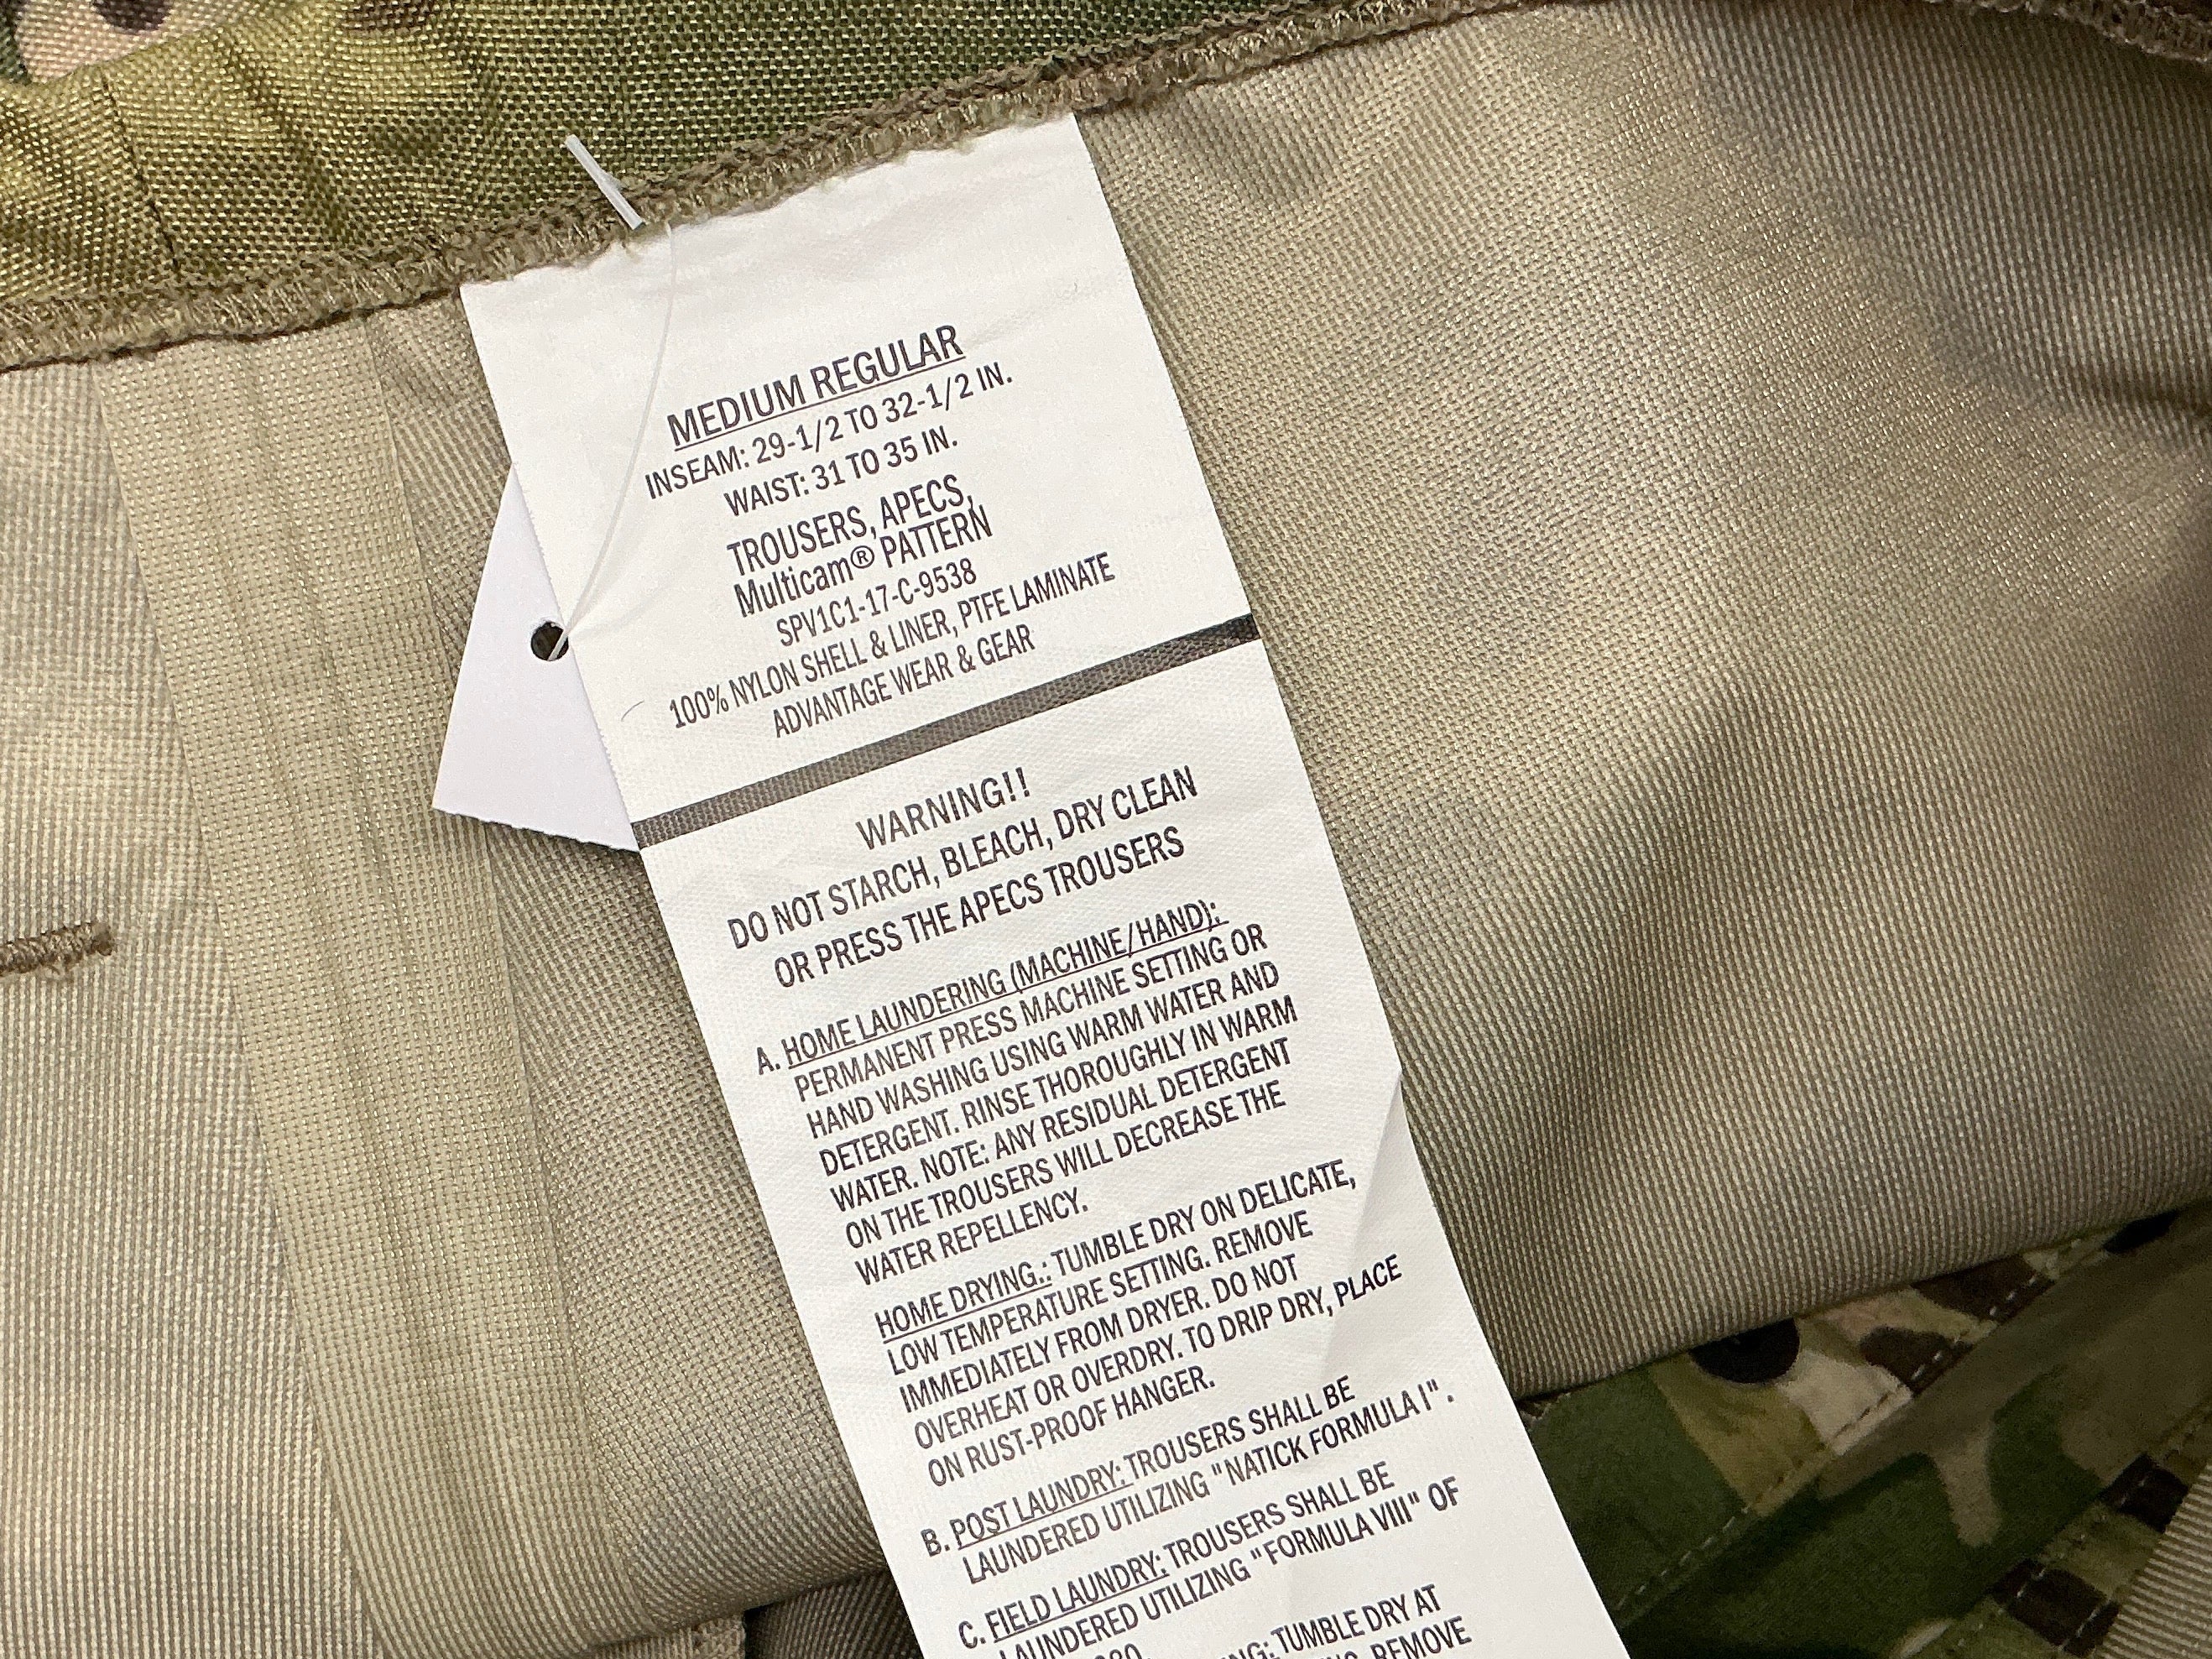 MEDIUM REGULAR
INSEAM: 29-1/2 TO 32-1/2 IN.
WAIST: 31 TO 35 IN.
TROUSERS, APECS,
Multicam® PATTERN
SPV1C1-17-C-9538
100% NYLON SHELL & LINER, PTFE LAMINATE
ADVANTAGE WEAR & GEAR
WARNING!!
DO NOT STARCH, BLEACH, DRY CLEAN
OR PRESS THE APECS TROUSERS
A. HOME LAUNDERING (MACHINE/HAND):
PERMANENT PRESS MACHINE SETTING OR
HAND WASHING USING WARM WATER AND
DETERGENT. RINSE THOROUGHLY IN WARM
WATER. NOTE: ANY RESIDUAL DETERGENT
ON THE TROUSERS WILL DECREASE THE
WATER REPELLENCY.
HOME DRYING.: TUMBLE DRY ON DELICATE,
LOW TEMPERATURE SETTING. REMOVE
IMMEDIATELY FROM DRYER. DO NOT
OVERHEAT OR OVERDRY. TO DRIP DRY, PLACE
ON RUST-PROOF HANGER.
B. POST LAUNDRY: TROUSERS SHALL BE
LAUNDERED UTILIZING "NATICK FORMULA I".
C. FIELD LAUNDRY: TROUSERS SHALL BE
LAUNDERED UTILIZING "FORMULA VIII" OF
TUMBLE DRY AT
REMOVE